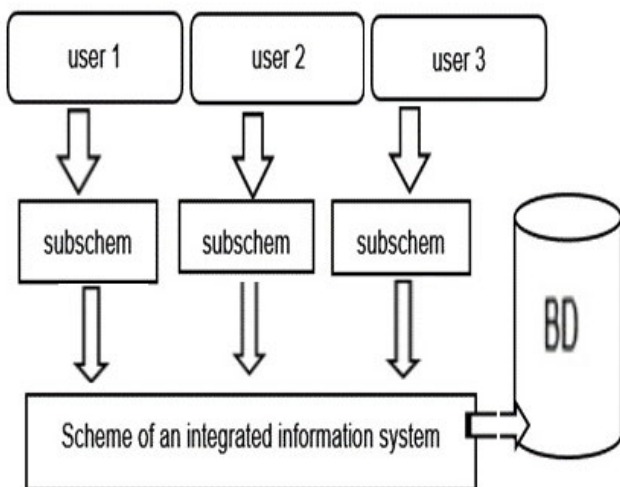 user 1
user 2
user 3
subschem
subschem
subschem
BD
Scheme of an integrated information system